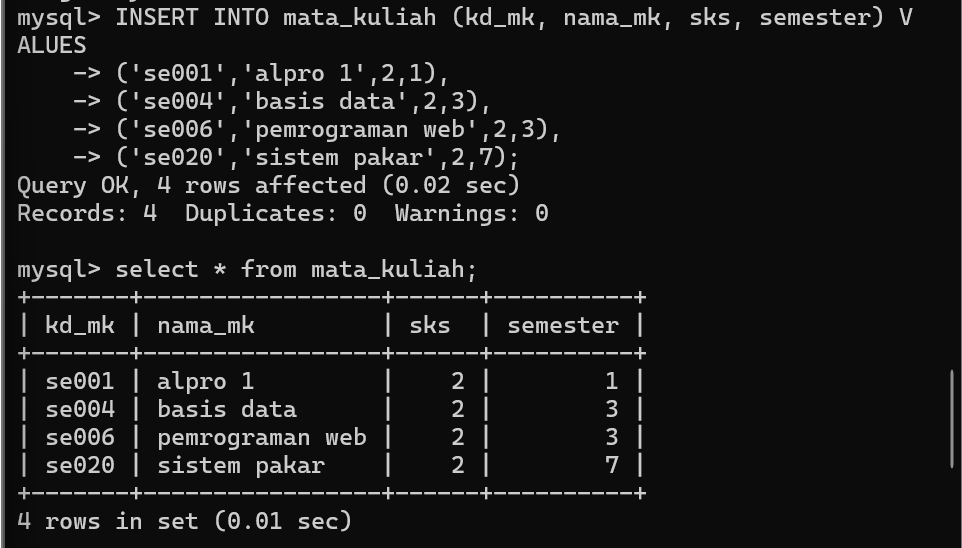 mysql> INSERT INTO mata_kuliah (kd_mk, nama_mk, sks, semester) V
ALUES
    -> ('se001','alpro 1',2,1),
    -> ('se004','basis data',2,3),
    -> ('se006','pemrograman web',2,3),
    -> ('se020','sistem pakar',2,7);
Query OK, 4 rows affected (0.02 sec)
Records: 4  Duplicates: 0  Warnings: 0

mysql> select * from mata_kuliah;
+-------+-----------------+------+----------+
| kd_mk | nama_mk         | sks  | semester |
+-------+-----------------+------+----------+
| se001 | alpro 1         |    2 |        1 |
| se004 | basis data      |    2 |        3 |
| se006 | pemrograman web |    2 |        3 |
| se020 | sistem pakar    |    2 |        7 |
+-------+-----------------+------+----------+
4 rows in set (0.01 sec)